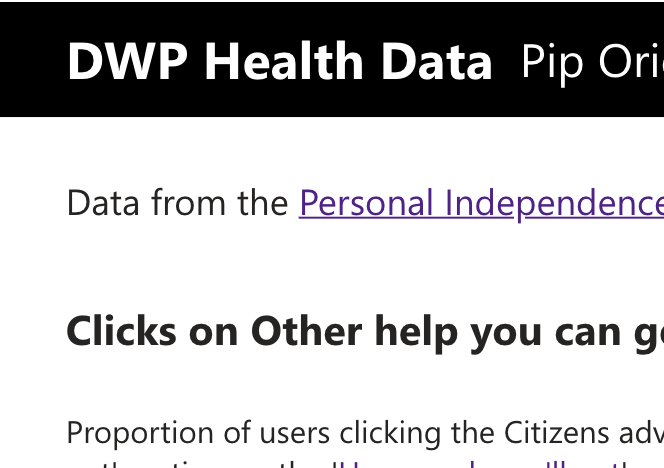 DWP Health Data Pip Ori
Data from the Personal Independence
Clicks on Other help you can g
Proportion of users clicking the Citizens adv